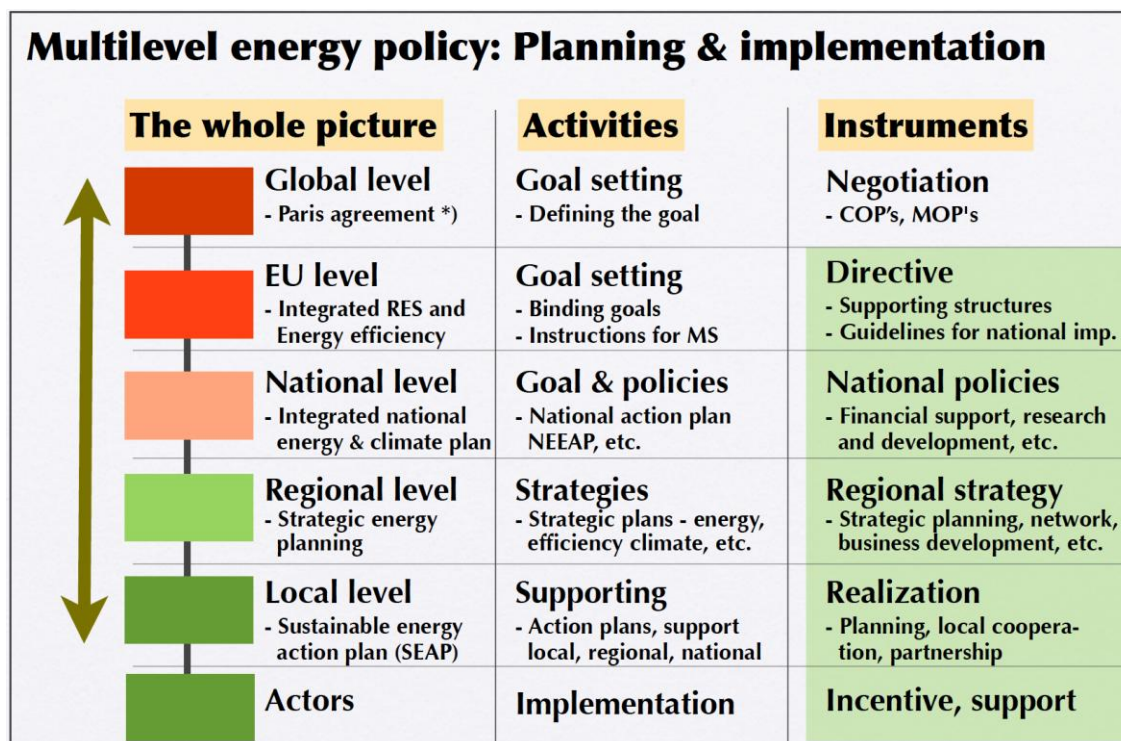 Multilevel energy policy: Planning & implementation
The whole picture
Activities
Instruments
Global level
- Paris agreement *)
Goal setting
- Defining the goal
Negotiation
- COP's, MOP's
EU level
- Integrated RES and
Energy efficiency
Goal setting
- Binding goals
- Instructions for MS
Directive
- Supporting structures
- Guidelines for national imp.
National level
- Integrated national
energy & climate plan
Goal & policies
- National action plan
NEEAP, etc.
National policies
- Financial support, research
and development, etc.
Regional level
- Strategic energy
planning
Strategies
- Strategic plans - energy,
efficiency climate, etc.
Regional strategy
- Strategic planning, network,
business development, etc.
Local level
- Sustainable energy
action plan (SEAP)
Supporting
- Action plans, support
local, regional, national
Realization
- Planning, local coopera-
tion, partnership
Actors
Implementation
Incentive, support